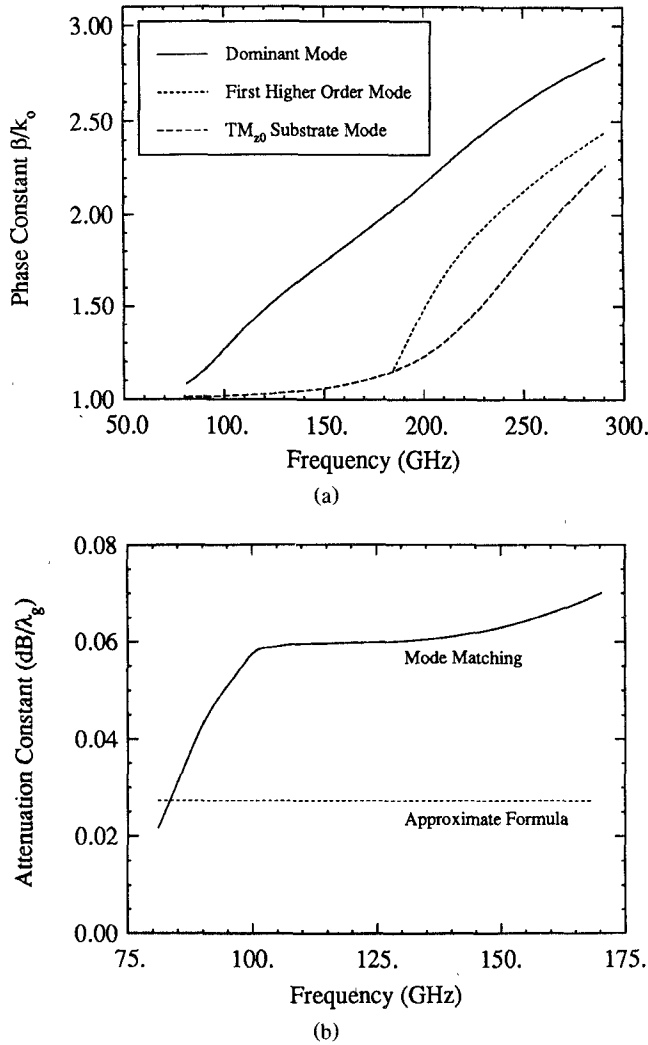 3.00
2.50
2.00
1.50
1.00
Phase Constant β/kₒ
Dominant Mode
First Higher Order Mode
TM_z0 Substrate Mode
50.0 100. 150. 200. 250. 300.
Frequency (GHz)
(a)
0.08
0.06
0.04
0.02
0.00
Attenuation Constant (dB/λ_g)
Mode Matching
Approximate Formula
75. 100. 125. 150. 175.
Frequency (GHz)
(b)